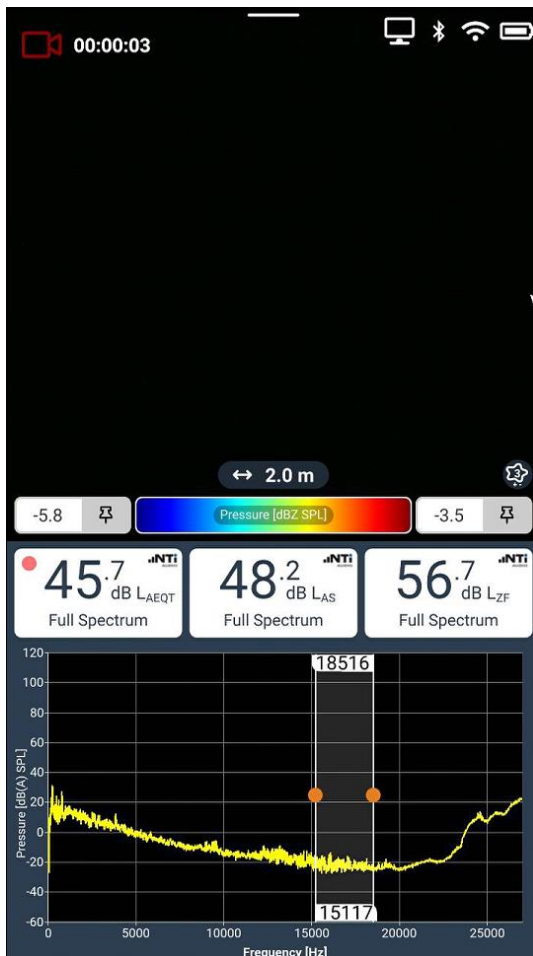 00:00:03
2.0 m
3
-5.8
Pressure [dBZ SPL]
-3.5
NTi
45.7 dB LAEQT
Full Spectrum
NTi
48.2 dB LAS
Full Spectrum
NTi
56.7 dB LZF
Full Spectrum
Pressure [dB(A) SPL]
120
100
80
60
40
20
0
-20
-40
-60
18516
15117
0
5000
10000
15000
20000
25000
Frequency [Hz]